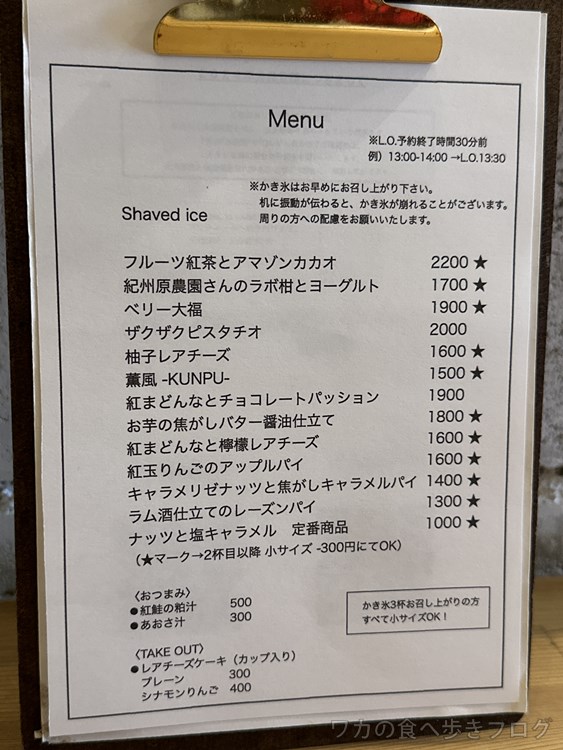 Menu
※L.O.予約終了時間30分前
例）13:00-14:00 →L.O.13:30
※かき氷はお早めにお召し上がり下さい。
机に振動が伝わると、かき氷が崩れることがございます。
周りの方への配慮をお願いいたします。
Shaved ice
フルーツ紅茶とアマゾンカカオ 2200 ★
紀州原農園さんのラボ柑とヨーグルト 1700 ★
ベリー大福 1900 ★
ザクザクピスタチオ 2000
柚子レアチーズ 1600 ★
薫風 -KUNPU- 1500 ★
紅まどんなとチョコレートパッション 1900
お芋の焦がしバター醤油仕立て 1800 ★
紅まどんなと檸檬レアチーズ 1600 ★
紅玉りんごのアップルパイ 1600 ★
キャラメリゼナッツと焦がしキャラメルパイ 1400 ★
ラム酒仕立てのレーズンパイ 1300 ★
ナッツと塩キャラメル　定番商品 1000 ★
（★マーク→2杯目以降 小サイズ -300円にてOK）
〈おつまみ〉
●紅鮭の粕汁 500
●あおさ汁 300
かき氷3杯お召し上がりの方
すべて小サイズOK！
〈TAKE OUT〉
●レアチーズケーキ（カップ入り）
プレーン 300
シナモンりんご 400
ワカの食べ歩きブログ